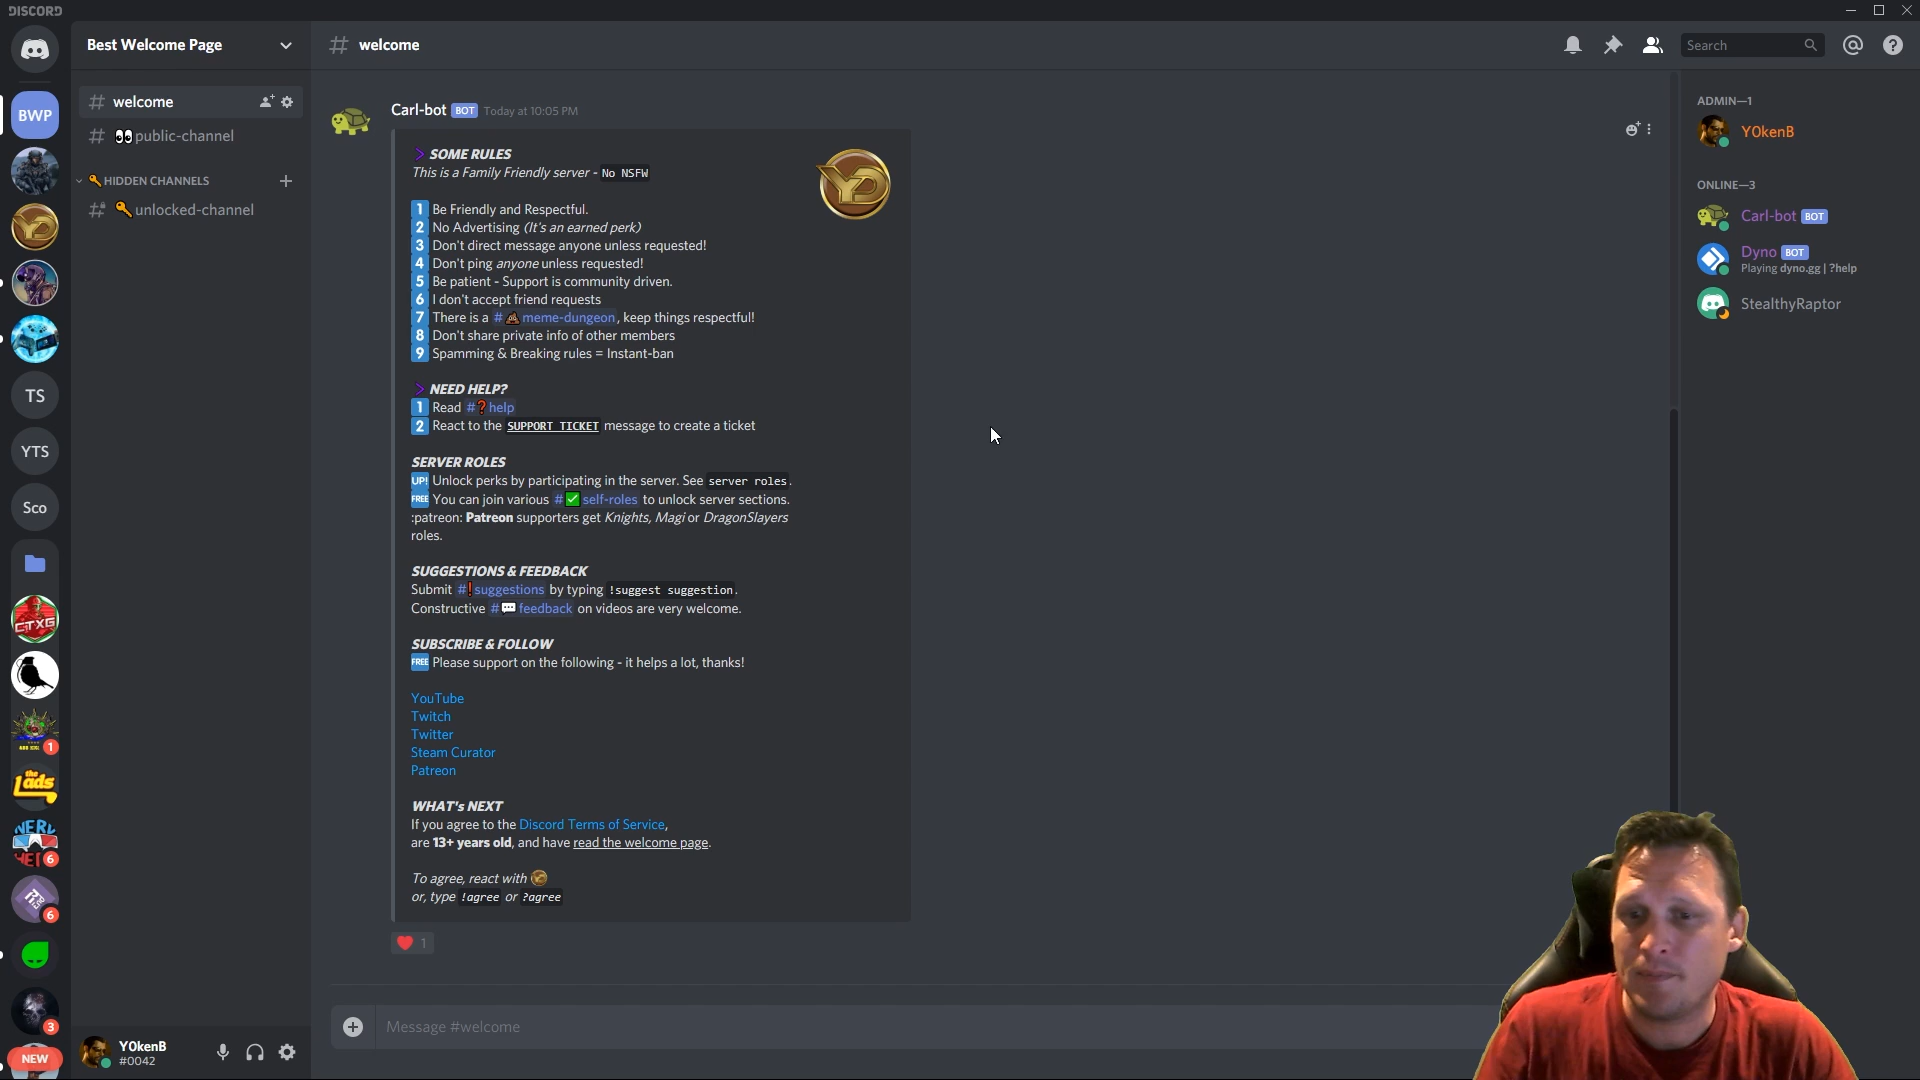 DISCORD
Best Welcome Page
welcome
public-channel
HIDDEN CHANNELS
unlocked-channel
BWP
TS
YTS
Sco
CTXG
1
the Lads
6
6
3
NEW
Y0kenB
#0042
# welcome
Search
Carl-bot BOT Today at 10:05 PM
> SOME RULES
This is a Family Friendly server - No NSFW
YD
1 Be Friendly and Respectful.
2 No Advertising (It's an earned perk)
3 Don't direct message anyone unless requested!
4 Don't ping anyone unless requested!
5 Be patient - Support is community driven.
6 I don't accept friend requests
7 There is a #💩meme-dungeon, keep things respectful!
8 Don't share private info of other members
9 Spamming & Breaking rules = Instant-ban
> NEED HELP?
1 Read #❓help
2 React to the SUPPORT TICKET message to create a ticket
SERVER ROLES
UP! Unlock perks by participating in the server. See server roles.
FREE You can join various #✅self-roles to unlock server sections.
:patreon: Patreon supporters get Knights, Magi or DragonSlayers
roles.
SUGGESTIONS & FEEDBACK
Submit #❗suggestions by typing !suggest suggestion.
Constructive #💬feedback on videos are very welcome.
SUBSCRIBE & FOLLOW
FREE Please support on the following - it helps a lot, thanks!
YouTube
Twitch
Twitter
Steam Curator
Patreon
WHAT's NEXT
If you agree to the Discord Terms of Service,
are 13+ years old, and have read the welcome page.
To agree, react with
or, type !agree or ?agree
❤️ 1
Message #welcome
ADMIN—1
Y0kenB
ONLINE—3
Carl-bot BOT
Dyno BOT
Playing dyno.gg | ?help
StealthyRaptor